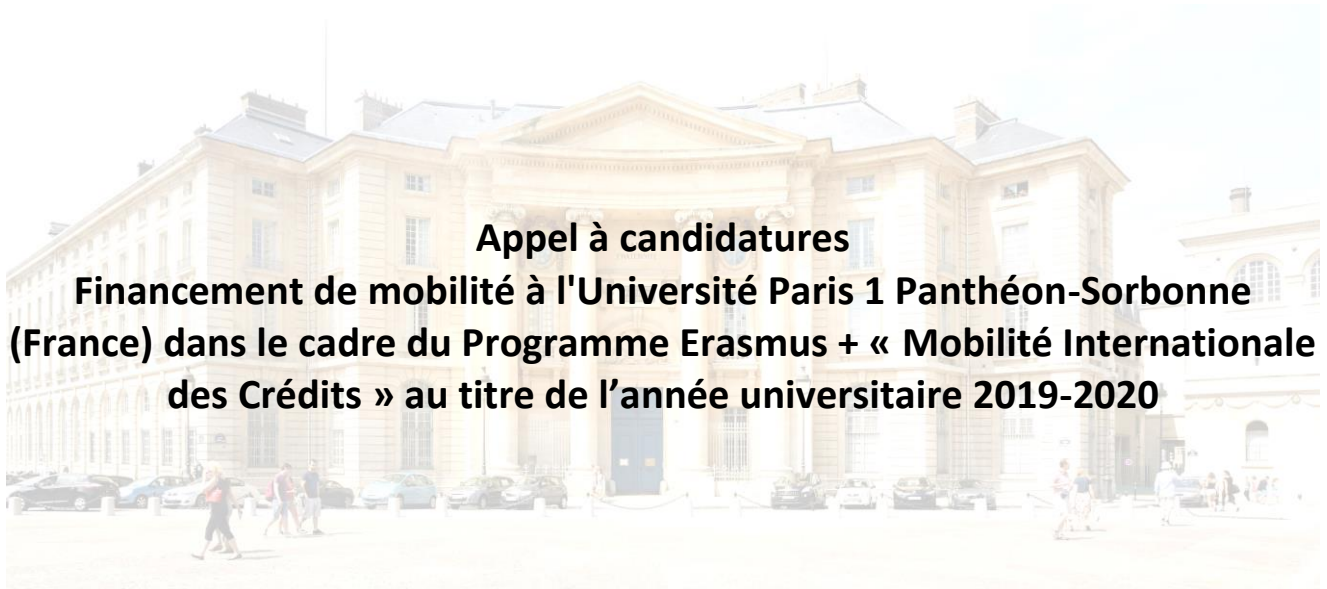 Appel à candidatures
Financement de mobilité à l'Université Paris 1 Panthéon-Sorbonne
(France) dans le cadre du Programme Erasmus + « Mobilité Internationale
des Crédits » au titre de l’année universitaire 2019-2020